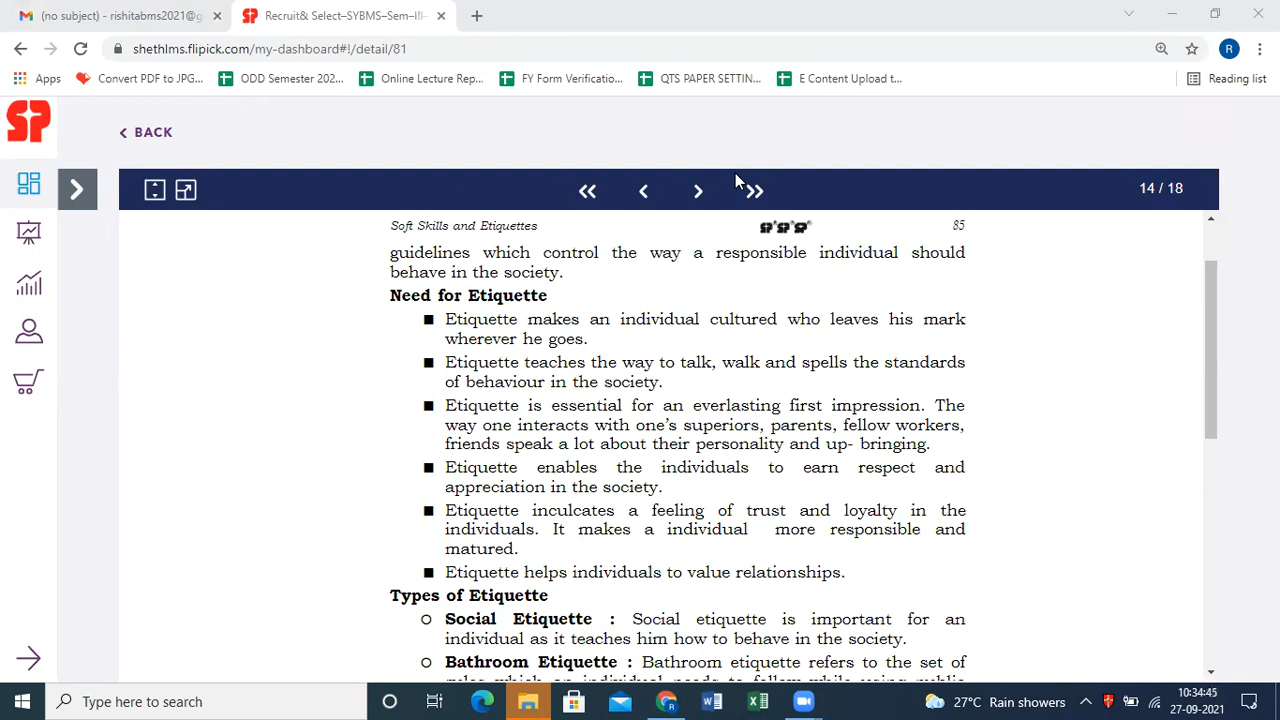 (no subject) - rishitabms2021@g
Recruit& Select–SYBMS–Sem–III–
shethlms.flipick.com/my-dashboard#!/detail/81
R
Apps
Convert PDF to JPG...
ODD Semester 202...
Online Lecture Rep...
FY Form Verificatio...
QTS PAPER SETTIN...
E Content Upload t...
Reading list
SP
BACK
14 / 18
Soft Skills and Etiquettes
85
guidelines which control the way a responsible individual should
behave in the society.
Need for Etiquette
Etiquette makes an individual cultured who leaves his mark
wherever he goes.
Etiquette teaches the way to talk, walk and spells the standards
of behaviour in the society.
Etiquette is essential for an everlasting first impression. The
way one interacts with one's superiors, parents, fellow workers,
friends speak a lot about their personality and up- bringing.
Etiquette enables the individuals to earn respect and
appreciation in the society.
Etiquette inculcates a feeling of trust and loyalty in the
individuals. It makes a individual more responsible and
matured.
Etiquette helps individuals to value relationships.
Types of Etiquette
Social Etiquette : Social etiquette is important for an
individual as it teaches him how to behave in the society.
Bathroom Etiquette : Bathroom etiquette refers to the set of
Type here to search
27°C Rain showers
10:34:45
27-09-2021